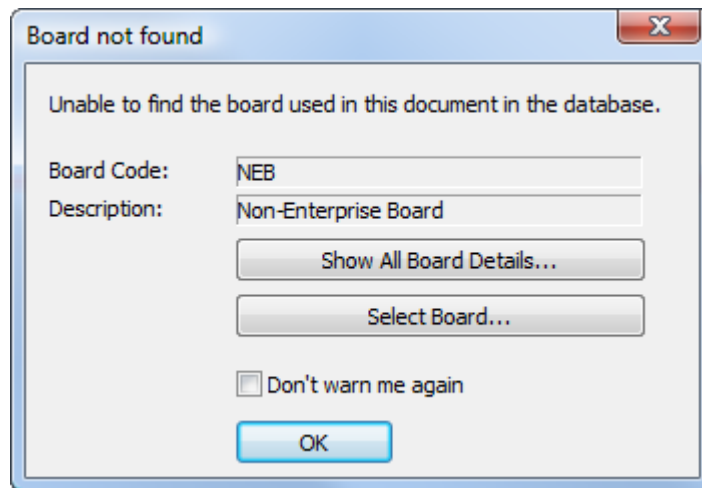 Board not found
Unable to find the board used in this document in the database.
Board Code: NEB
Description: Non-Enterprise Board
Show All Board Details...
Select Board...
Don't warn me again
OK